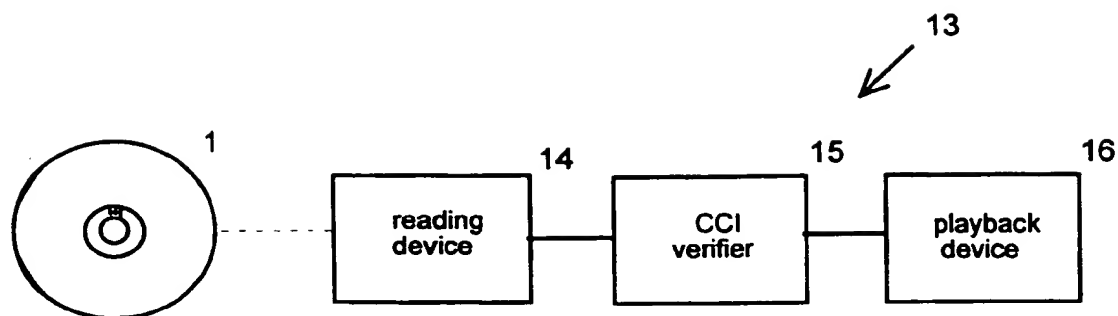 13
1
14
15
16
reading
device
CCI
verifier
playback
device